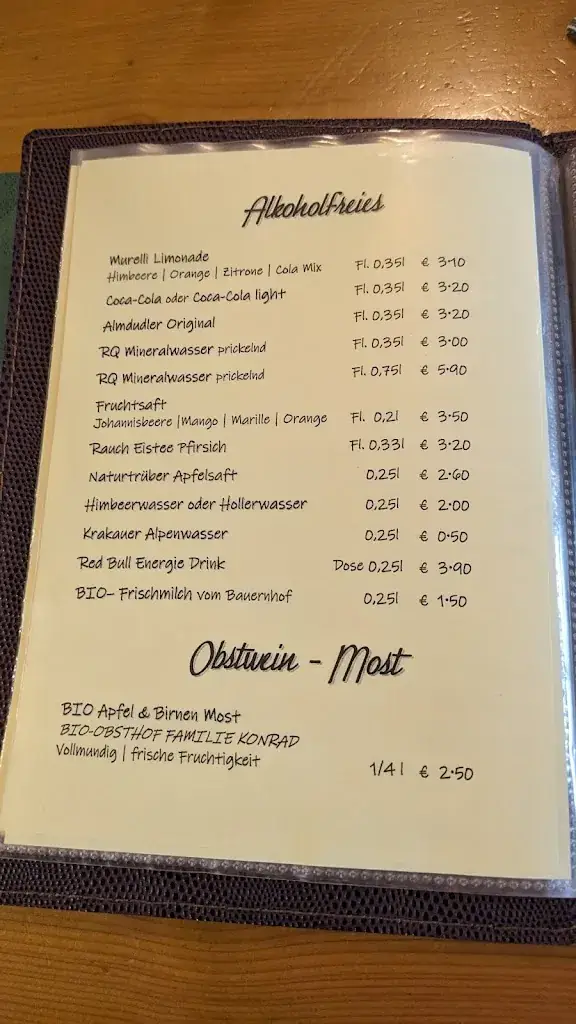 Alkoholfreies
Murelli Limonade
Himbeere | Orange | Zitrone | Cola Mix Fl. 0,35l € 3.10
Coca-Cola oder Coca-Cola light Fl. 0,35l € 3.20
Almdudler Original Fl. 0,35l € 3.20
RQ Mineralwasser prickelnd Fl. 0,35l € 3.00
RQ Mineralwasser prickelnd Fl. 0,75l € 5.90
Fruchtsaft
Johannisbeere |Mango | Marille | Orange Fl. 0,2l € 3.50
Rauch Eistee Pfirsich Fl. 0,33l € 3.20
Naturtrüber Apfelsaft 0,25l € 2.60
Himbeerwasser oder Hollerwasser 0,25l € 2.00
Krakauer Alpenwasser 0,25l € 0.50
Red Bull Energie Drink Dose 0,25l € 3.90
BIO– Frischmilch vom Bauernhof 0,25l € 1.50
Obstwein - Most
BIO Apfel & Birnen Most
BIO-OBSTHOF FAMILIE KONRAD
Vollmundig | frische Fruchtigkeit 1/4 l € 2.50